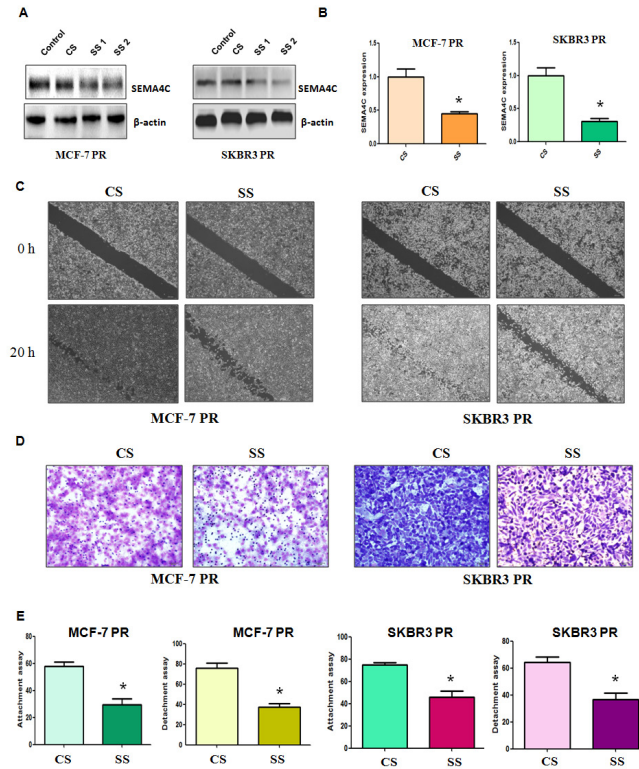 A
Control CS SS 1 SS 2
SEMA4C
β-actin
MCF-7 PR
Control CS SS 1 SS 2
SEMA4C
β-actin
SKBR3 PR
B
MCF-7 PR
SEMA4C expression
1.5
1.0
0.5
0.0
CS SS
*
SKBR3 PR
SEMA4C expression
1.5
1.0
0.5
0.0
CS SS
*
C
CS SS CS SS
0 h
20 h
MCF-7 PR SKBR3 PR
D
CS SS CS SS
MCF-7 PR SKBR3 PR
E
MCF-7 PR
Attachment assay
80
60
40
20
0
CS SS
*
MCF-7 PR
Detachment assay
100
80
60
40
20
0
CS SS
*
SKBR3 PR
Attachment assay
100
80
60
40
20
0
CS SS
*
SKBR3 PR
Detachment assay
80
60
40
20
0
CS SS
*